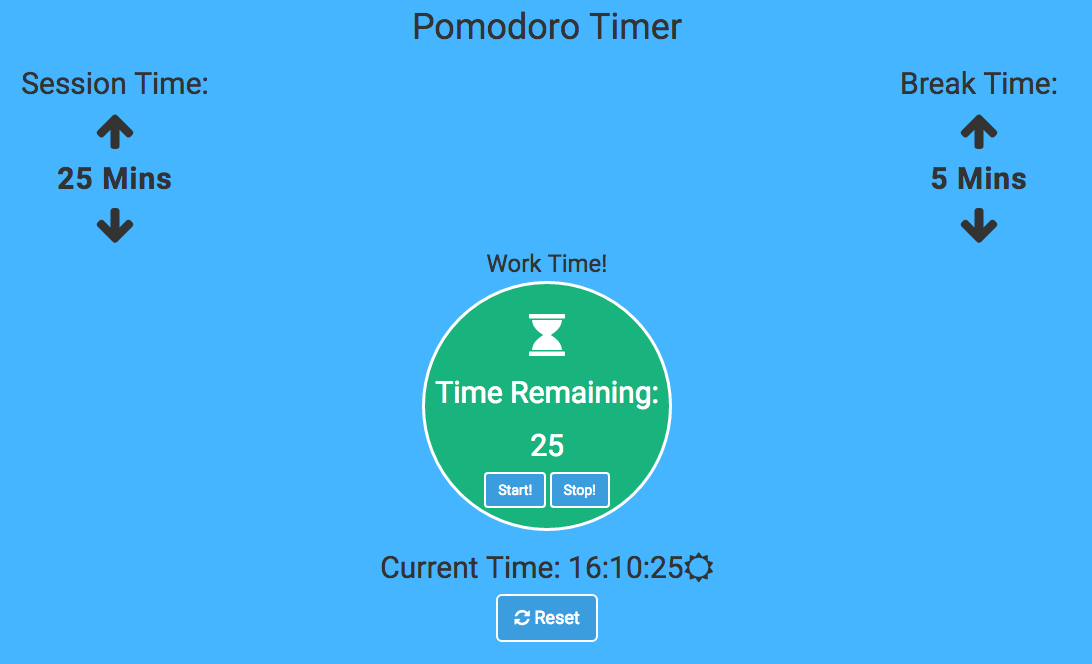 Pomodoro Timer
Session Time:
25 Mins
Break Time:
5 Mins
Work Time!
Time Remaining:
25
Start! Stop!
Current Time: 16:10:25
Reset